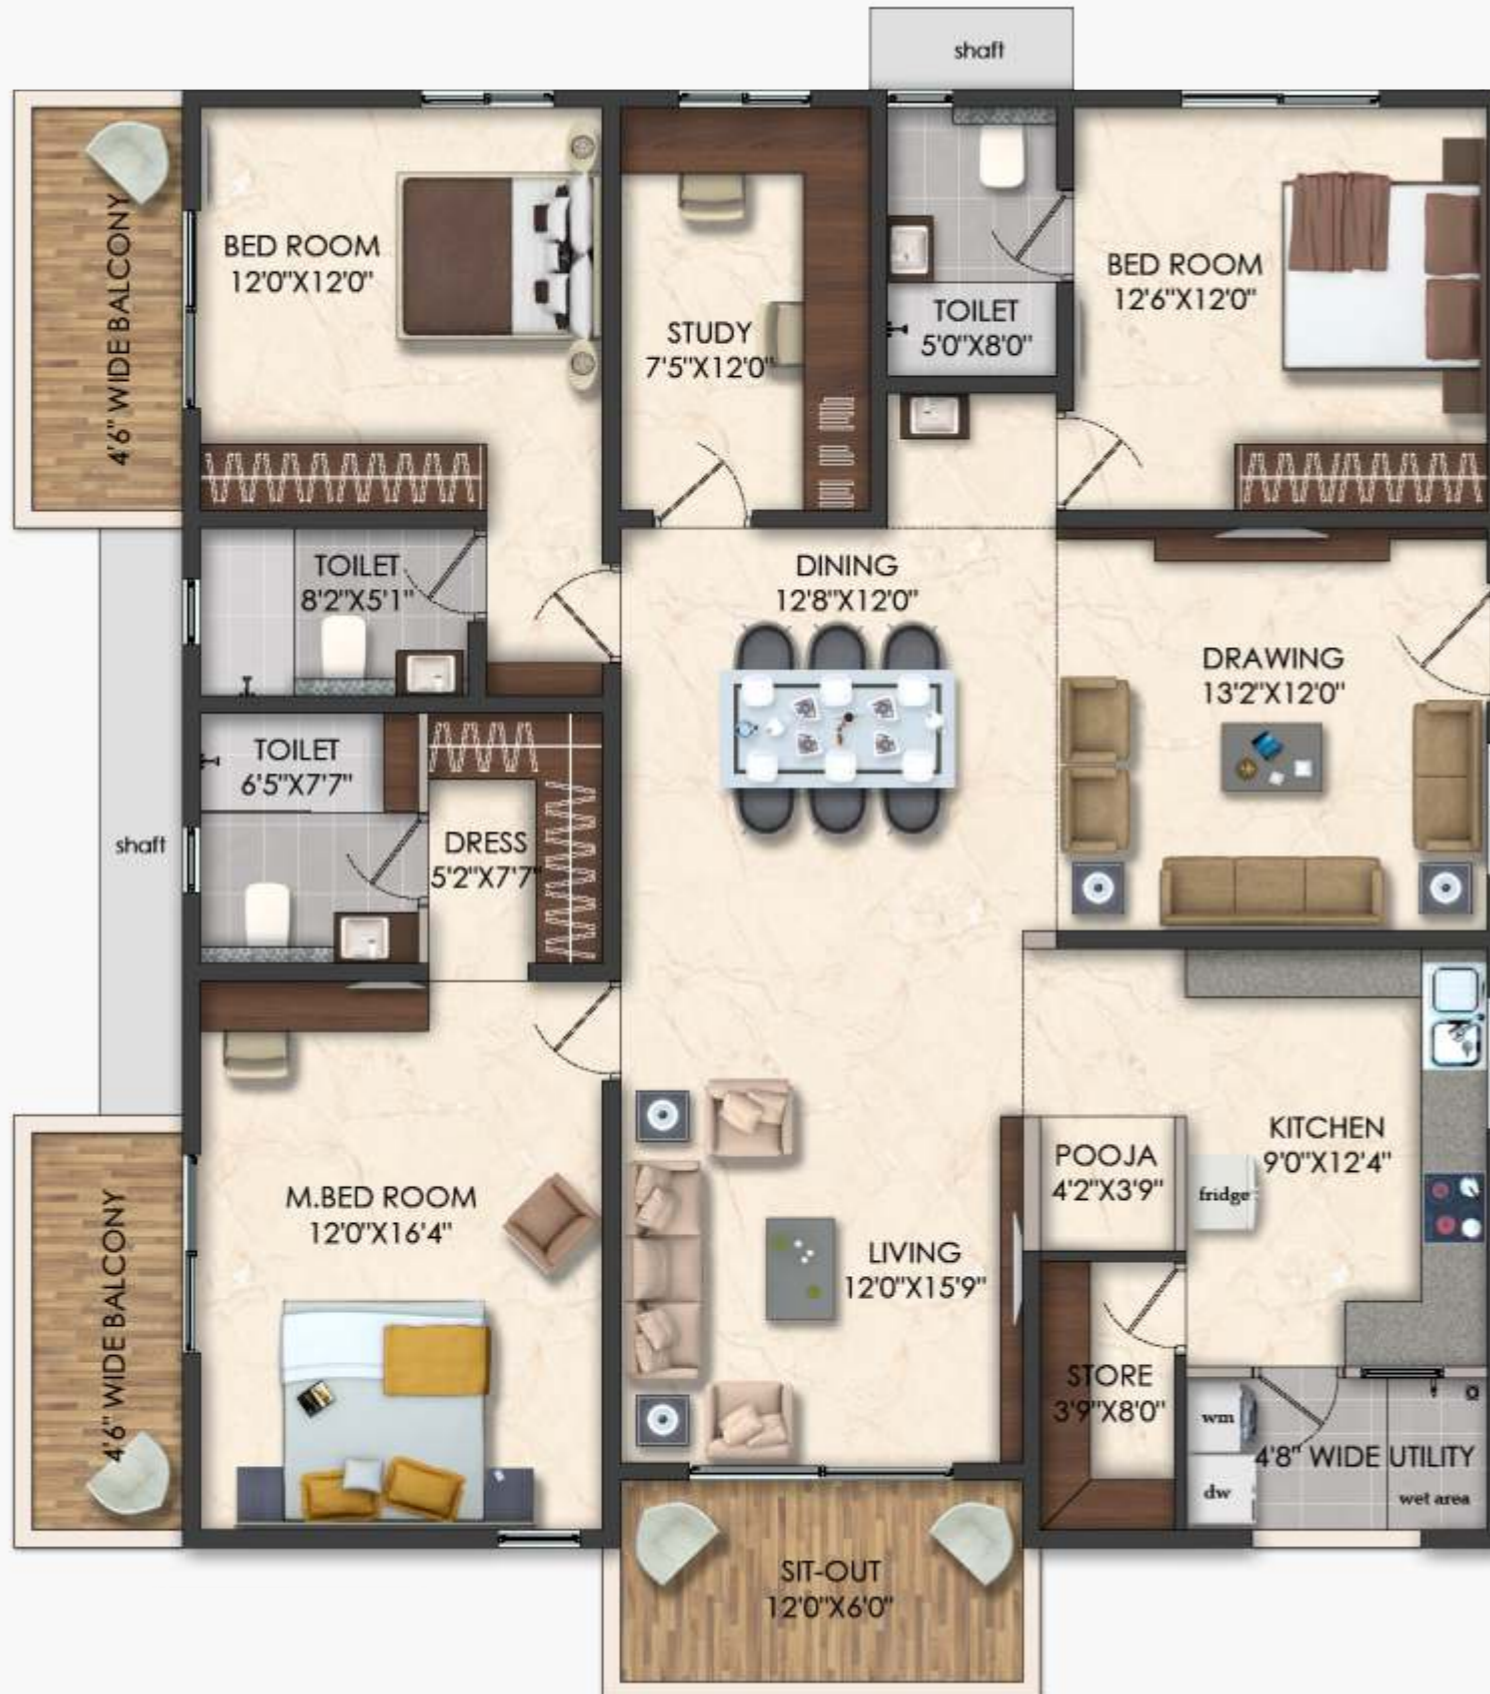 shaft
4'6" WIDE BALCONY
BED ROOM
12'0"X12'0"
STUDY
7'5"X12'0"
TOILET
5'0"X8'0"
BED ROOM
12'6"X12'0"
TOILET
8'2"X5'1"
DINING
12'8"X12'0"
DRAWING
13'2"X12'0"
TOILET
6'5"X7'7"
shaft
DRESS
5'2"X7'7"
4'6" WIDE BALCONY
M.BED ROOM
12'0"X16'4"
LIVING
12'0"X15'9"
POOJA
4'2"X3'9"
fridge
KITCHEN
9'0"X12'4"
STORE
3'9"X8'0"
wm
4'8" WIDE UTILITY
dw
wet area
SIT-OUT
12'0"X6'0"